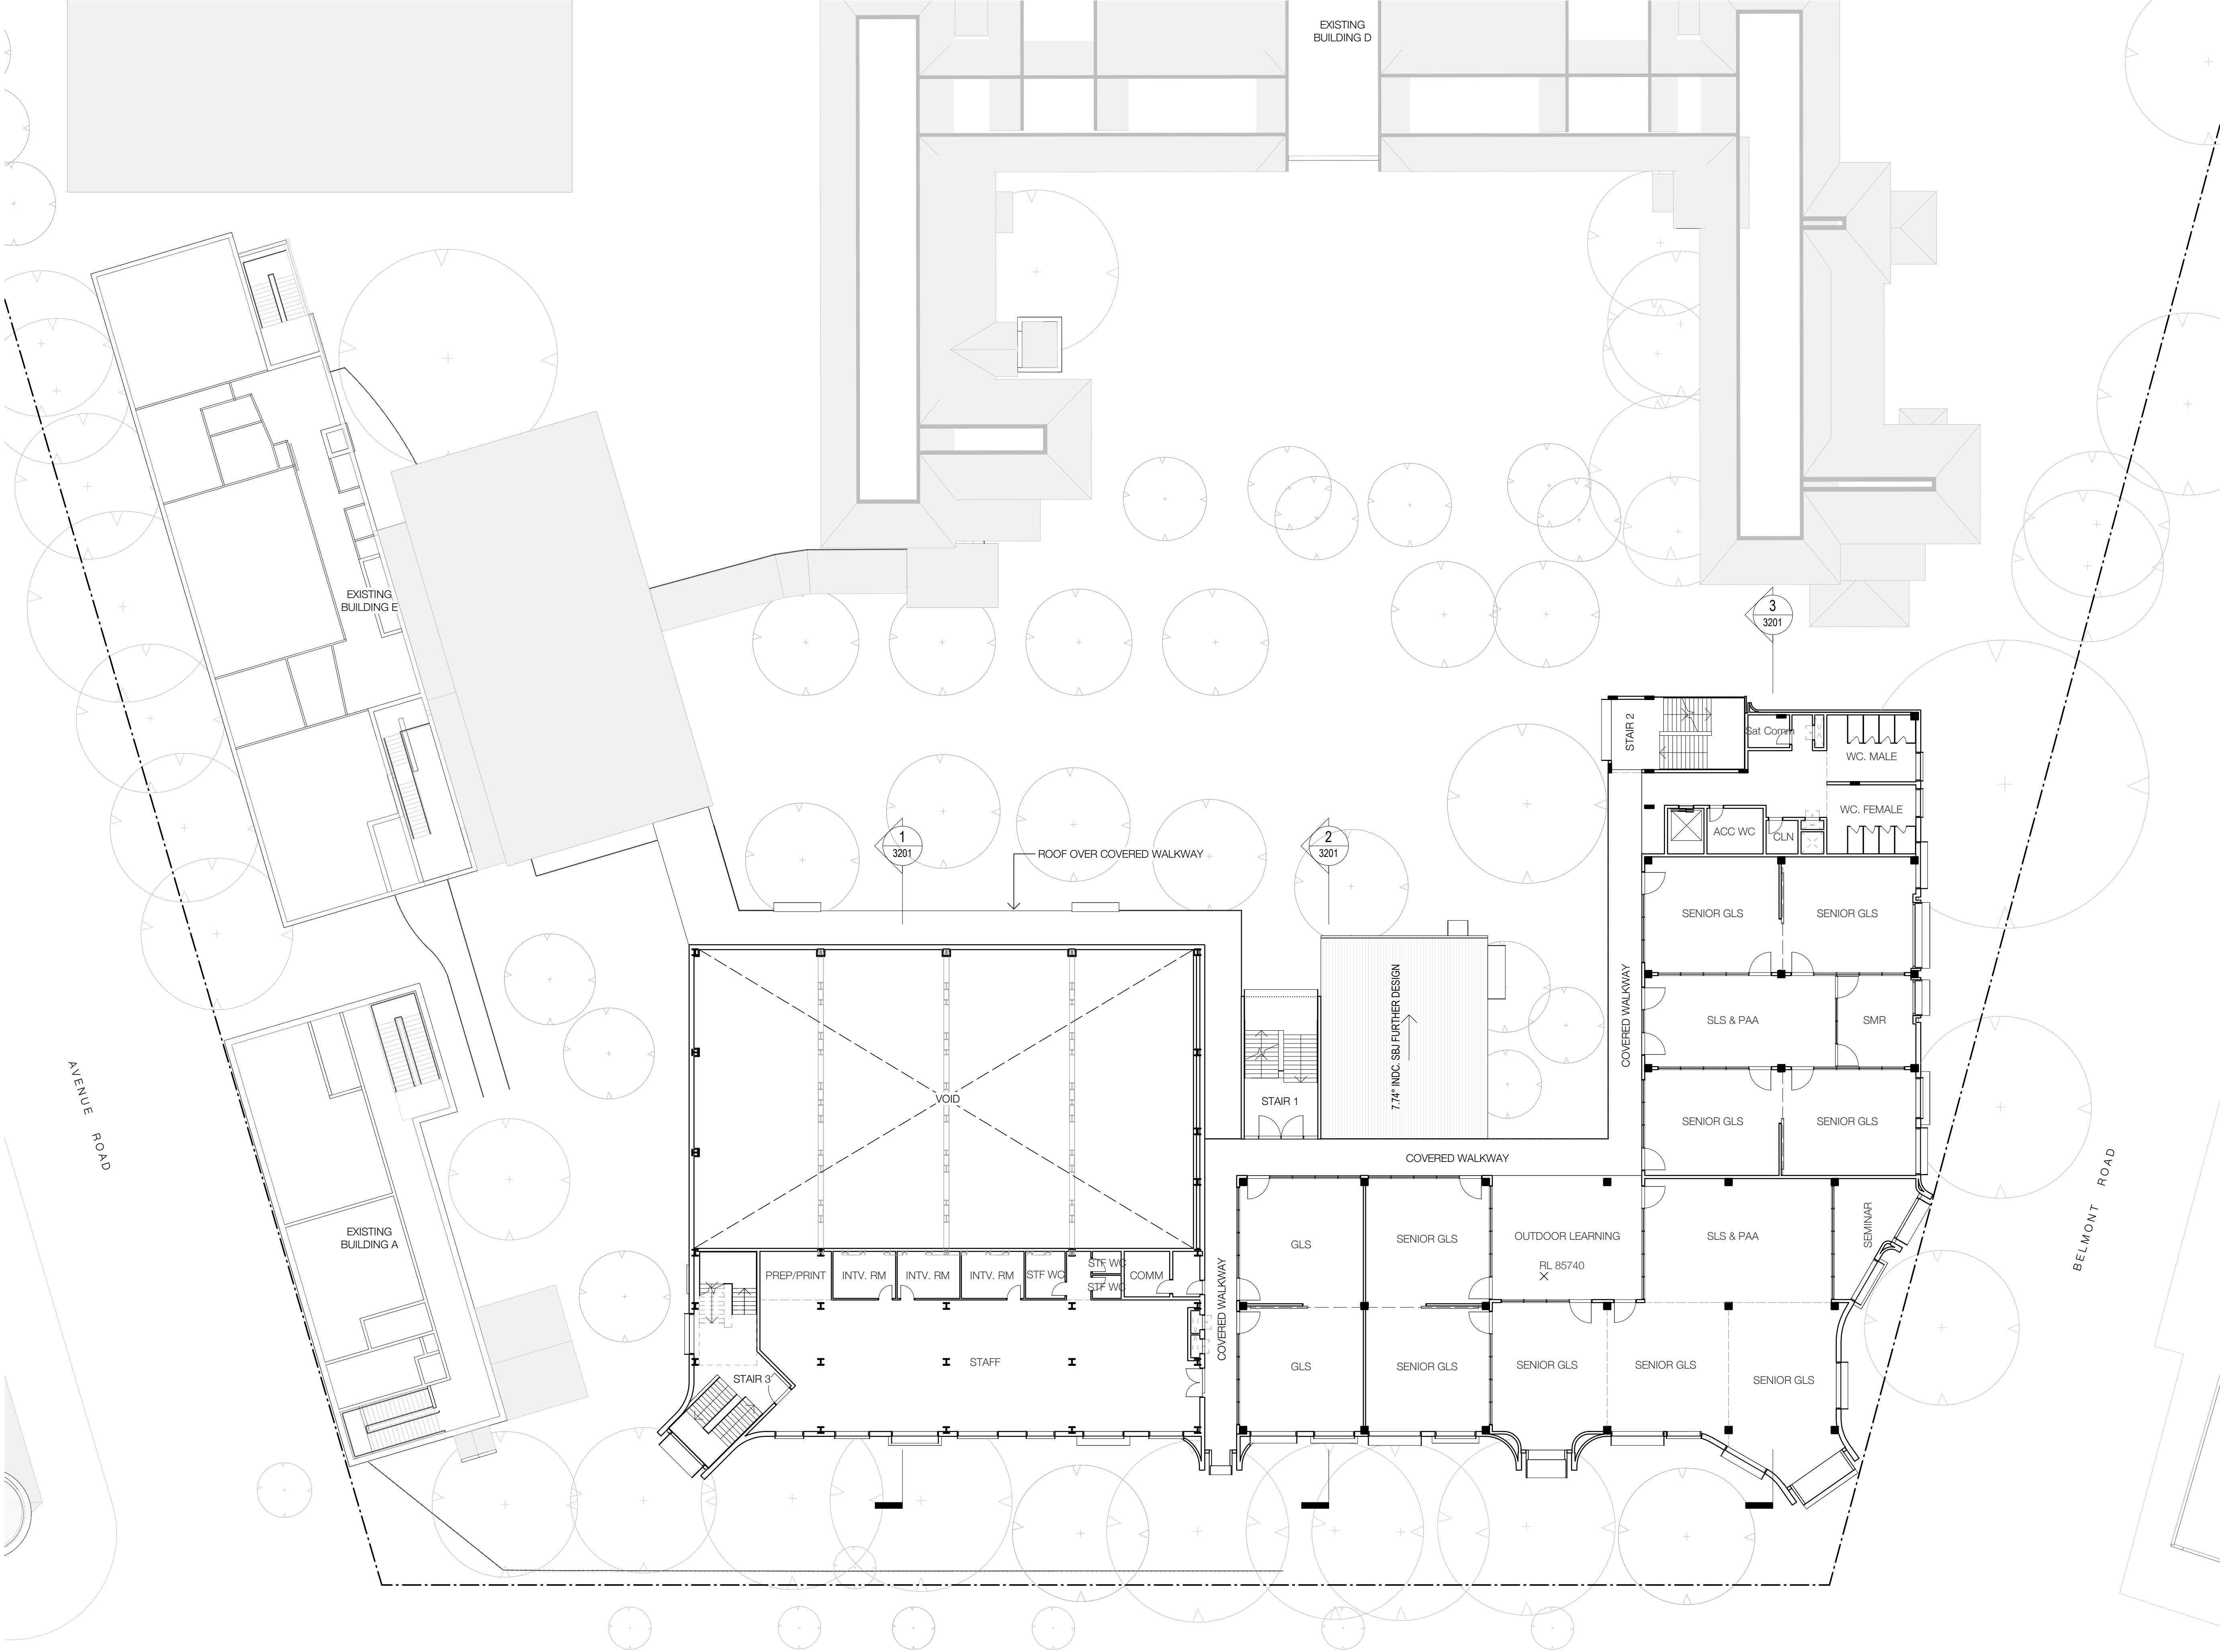 EXISTING
BUILDING D
EXISTING
BUILDING E
3
3201
STAIR 2
Sat Comm
WC. MALE
WC. FEMALE
ACC WC
CLN
1
3201
2
3201
ROOF OVER COVERED WALKWAY
SENIOR GLS
SENIOR GLS
COVERED WALKWAY
7.74° INDC. SBJ FURTHER DESIGN
SLS & PAA
SMR
AVENUE ROAD
VOID
STAIR 1
SENIOR GLS
SENIOR GLS
COVERED WALKWAY
BELMONT ROAD
EXISTING
BUILDING A
GLS
SENIOR GLS
OUTDOOR LEARNING
RL 85740
SLS & PAA
SEMINAR
PREP/PRINT
INTV. RM
INTV. RM
INTV. RM
STF WC
STF WC
STF WC
COMM
COVERED WALKWAY
STAFF
STAIR 3
GLS
SENIOR GLS
SENIOR GLS
SENIOR GLS
SENIOR GLS